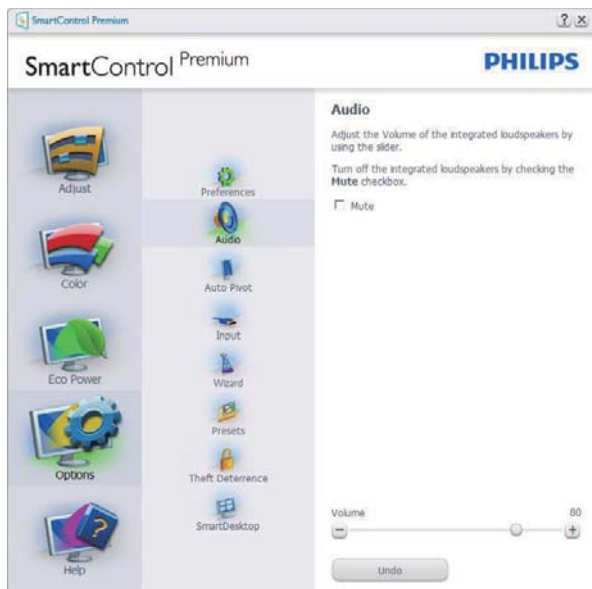 SmartControl Premium
? X
SmartControl Premium
PHILIPS
Adjust
Color
Eco Power
Options
Help
Preferences
Audio
Auto Pivot
Input
Wizard
Presets
Theft Deterrence
SmartDesktop
Audio
Adjust the Volume of the integrated loudspeakers by
using the slider.
Turn off the integrated loudspeakers by checking the
Mute checkbox.
Mute
Volume 80
Undo